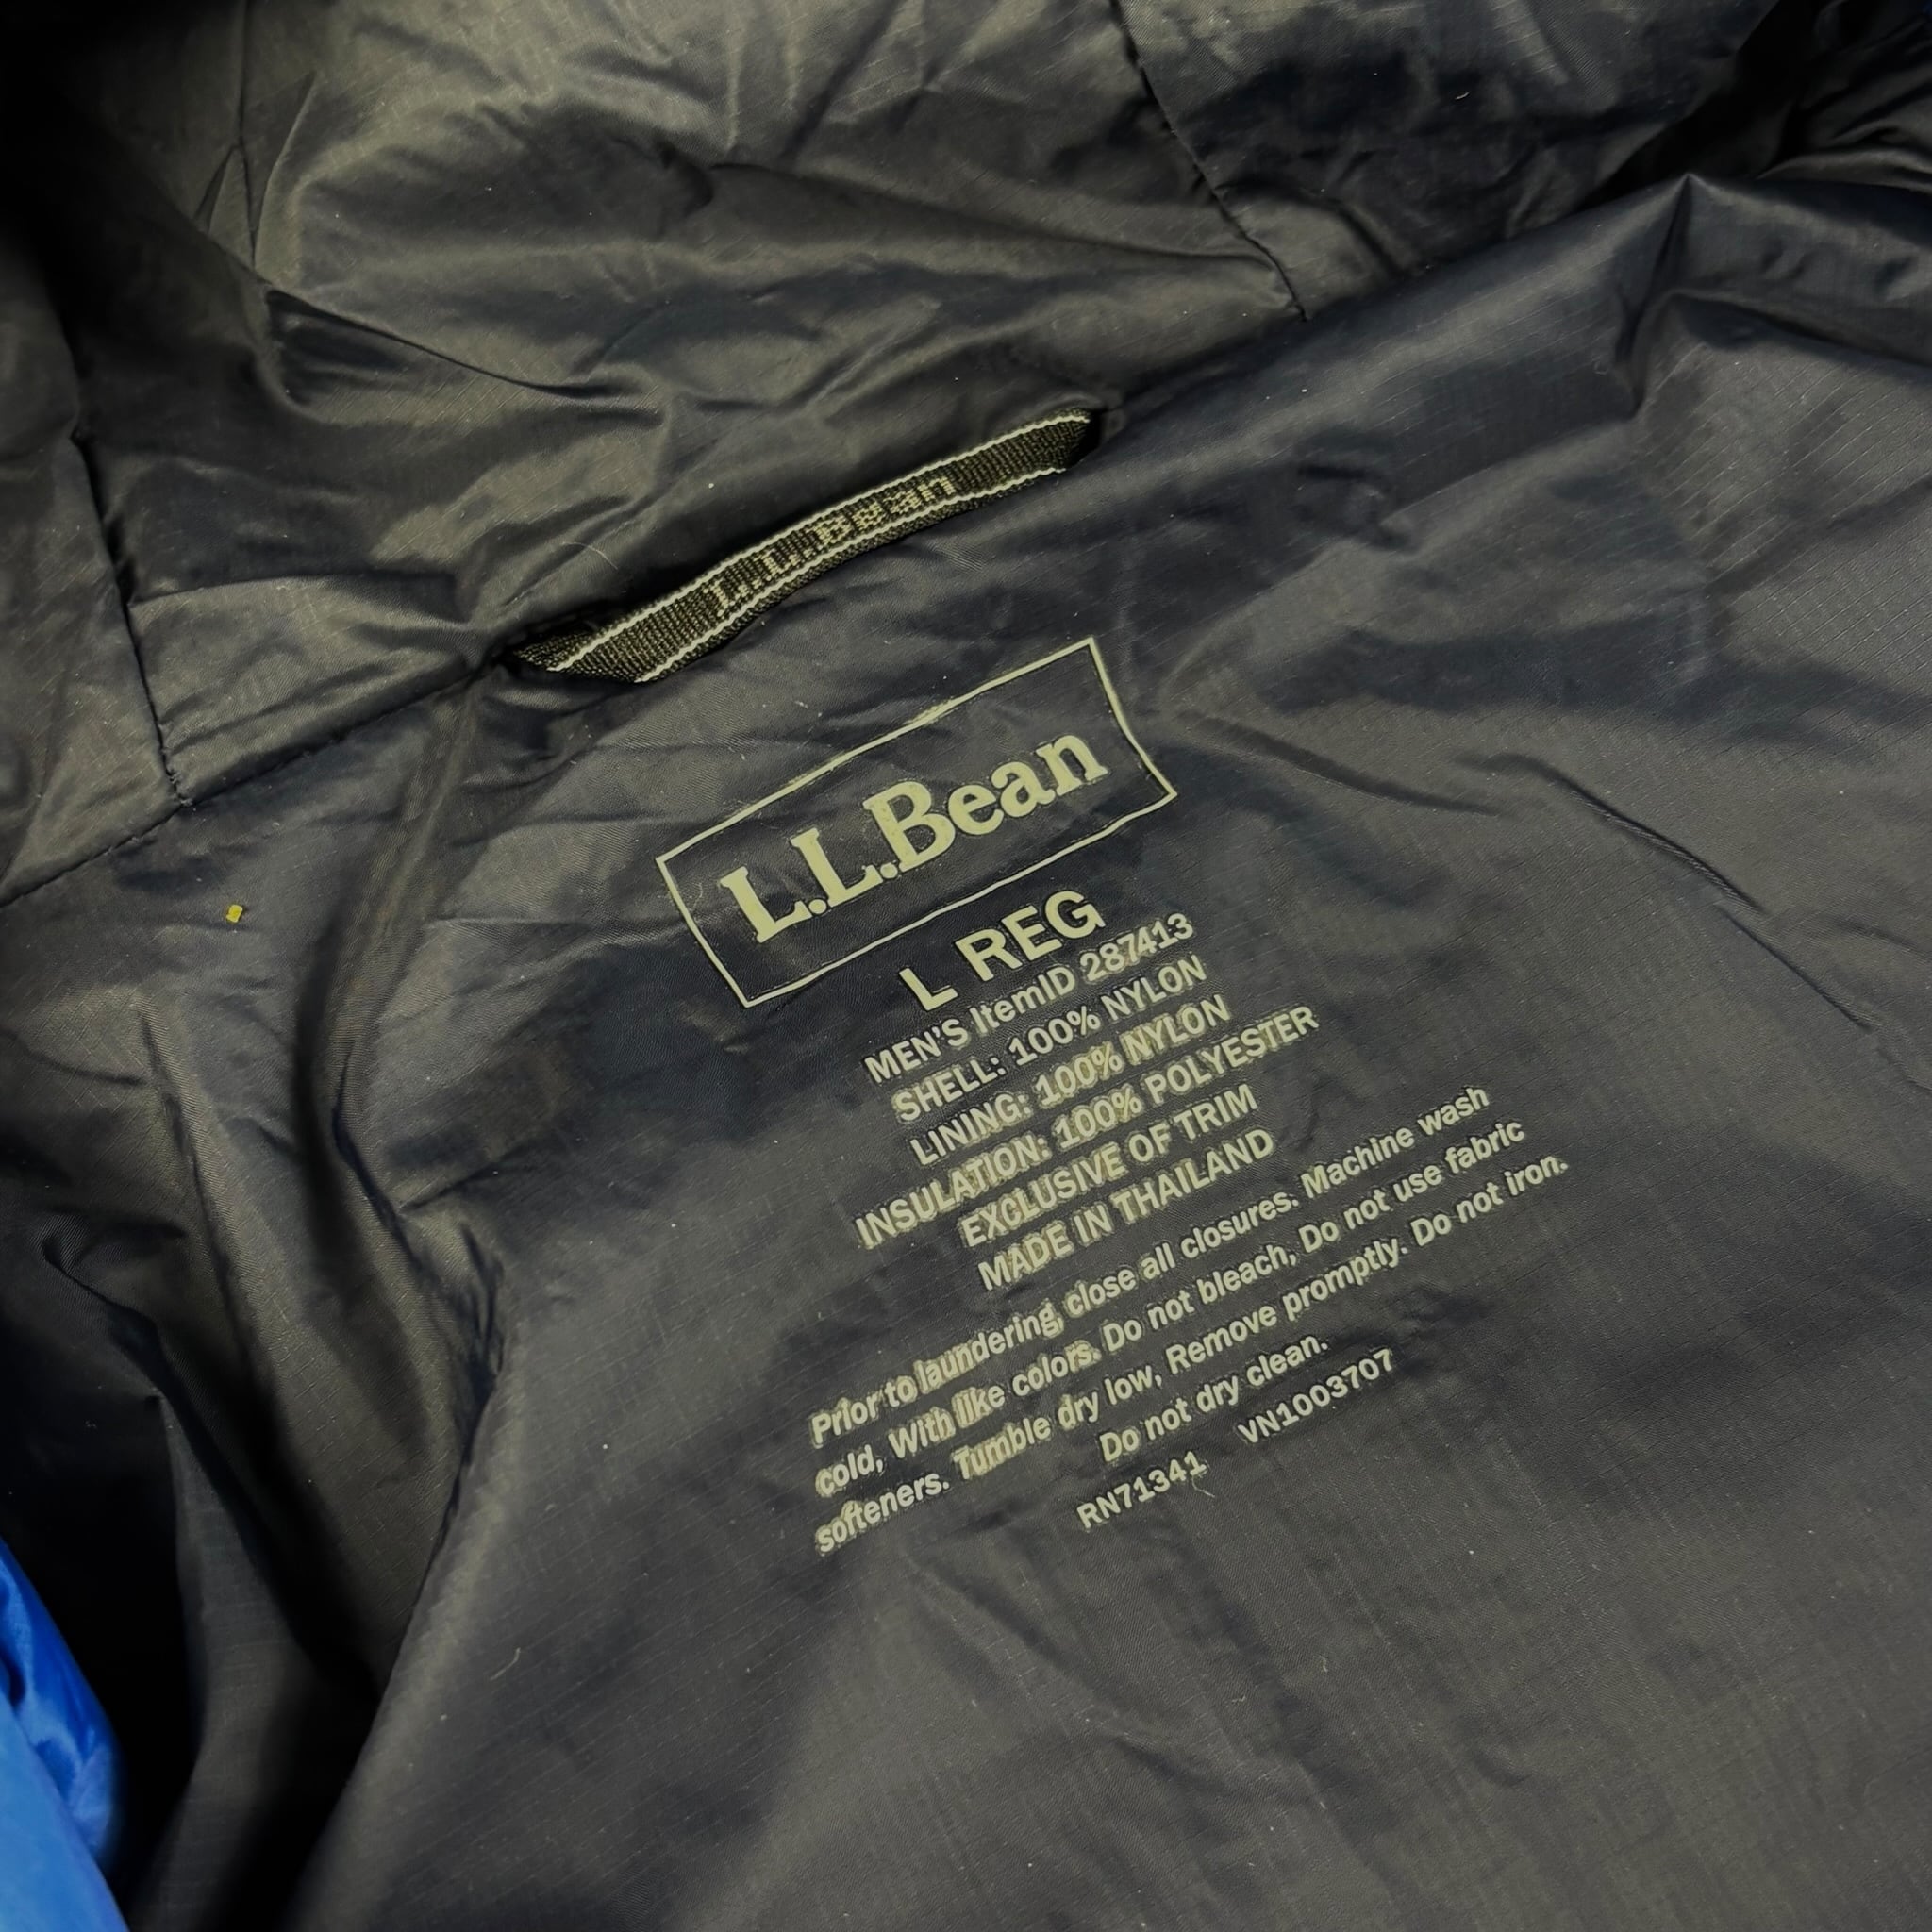 L.L.Bean
L.L.Bean
L REG
MEN'S ItemID 287413
SHELL: 100% NYLON
LINING: 100% NYLON
INSULATION: 100% POLYESTER
EXCLUSIVE OF TRIM
MADE IN THAILAND
Prior to laundering, close all closures. Machine wash
cold, With like colors. Do not bleach, Do not use fabric
softeners. Tumble dry low, Remove promptly. Do not iron.
Do not dry clean.
RN71341 VN1003707